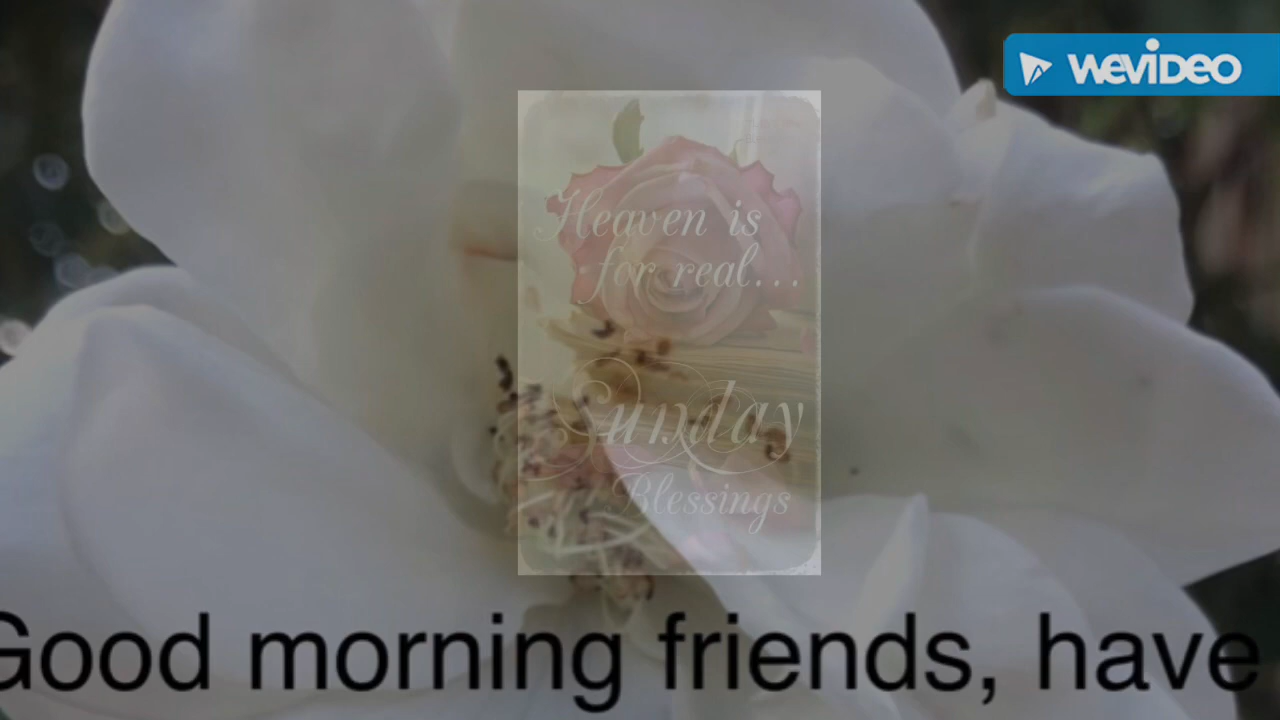 WEVIDEO
Heaven is
for real...
Sunday
Blessings
Good morning friends, have